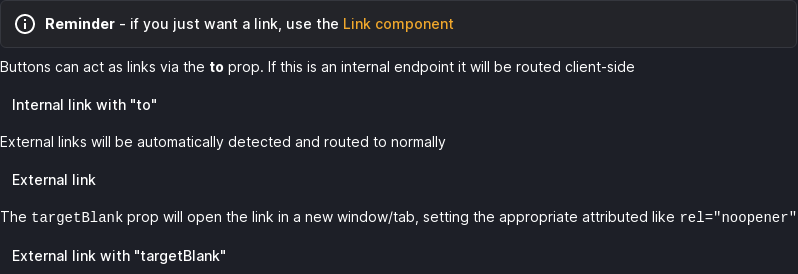 Reminder - if you just want a link, use the Link component
Buttons can act as links via the to prop. If this is an internal endpoint it will be routed client-side
Internal link with "to"
External links will be automatically detected and routed to normally
External link
The targetBlank prop will open the link in a new window/tab, setting the appropriate attributed like rel="noopener"
External link with "targetBlank"